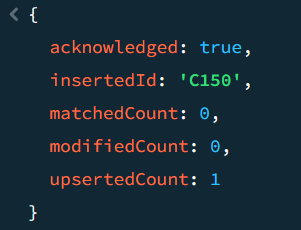 {
acknowledged: true,
insertedId: 'C150',
matchedCount: 0,
modifiedCount: 0,
upsertedCount: 1
}